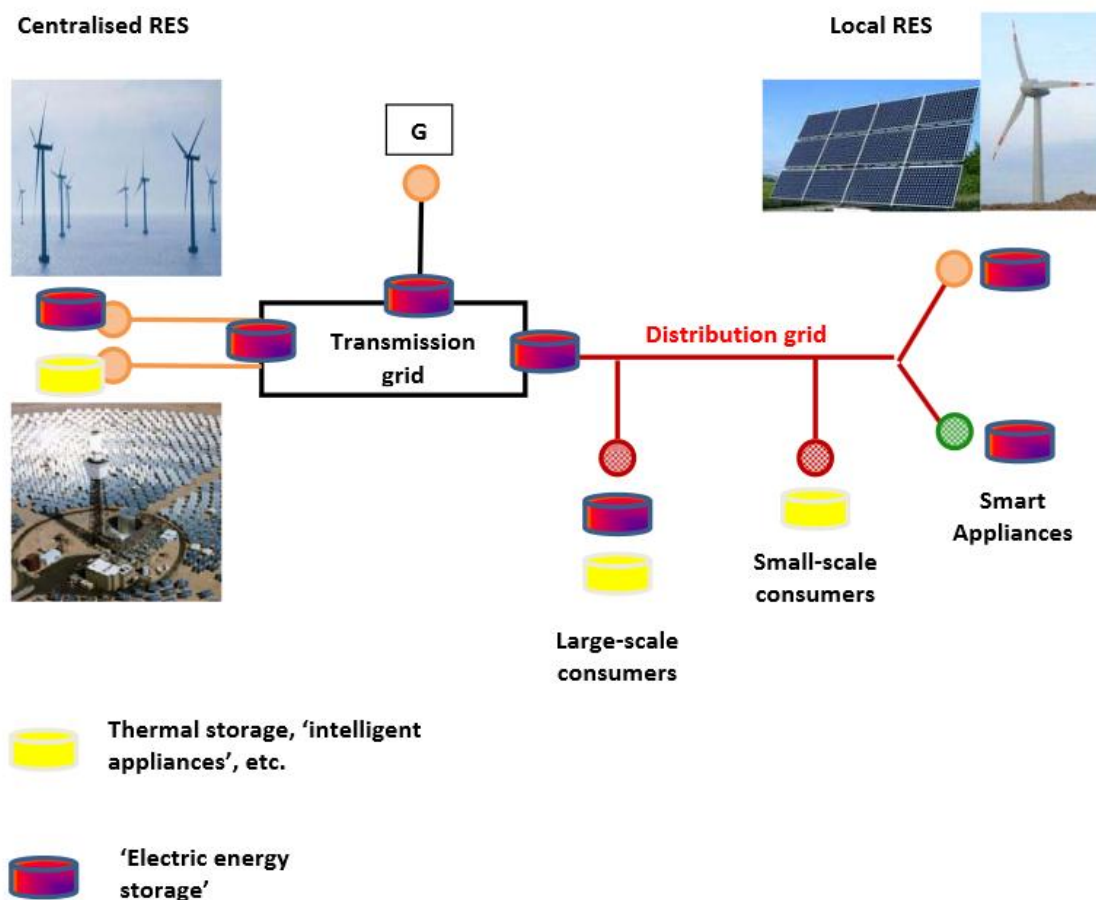 Centralised RES
Local RES
G
Transmission
grid
Distribution grid
Smart
Appliances
Small-scale
consumers
Large-scale
consumers
Thermal storage, ‘intelligent
appliances’, etc.
‘Electric energy
storage’